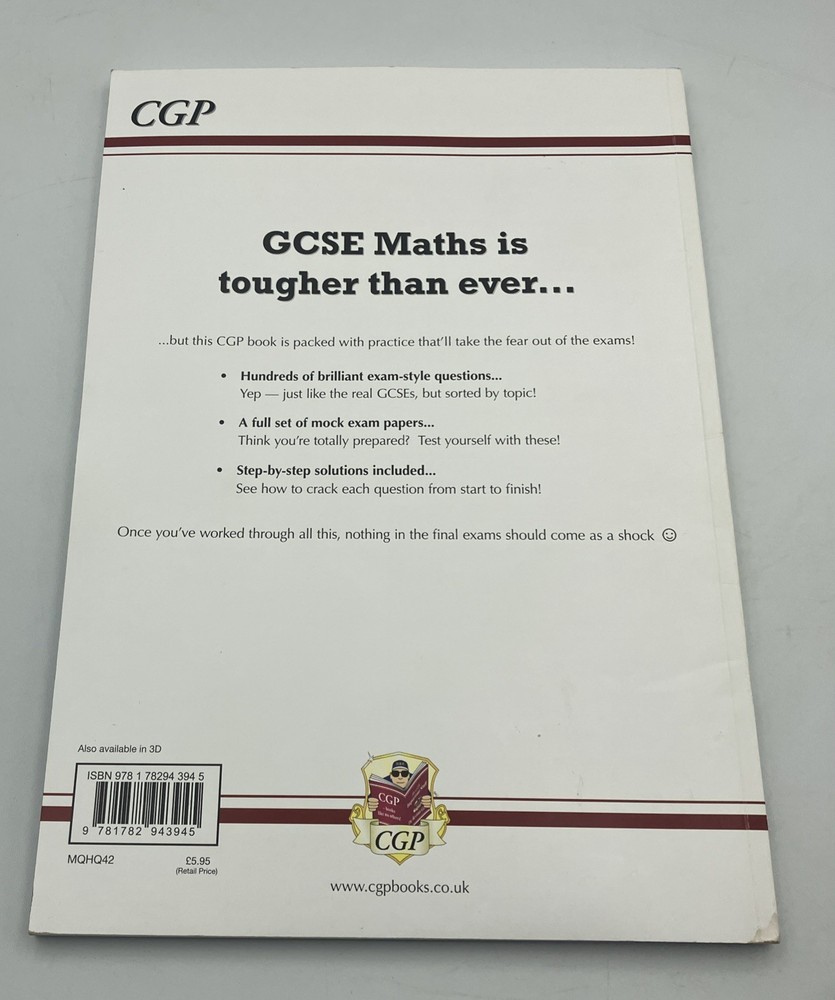 CGP
GCSE Maths is
tougher than ever...
...but this CGP book is packed with practice that'll take the fear out of the exams!
• Hundreds of brilliant exam-style questions...
Yep — just like the real GCSEs, but sorted by topic!
• A full set of mock exam papers...
Think you're totally prepared? Test yourself with these!
• Step-by-step solutions included...
See how to crack each question from start to finish!
Once you've worked through all this, nothing in the final exams should come as a shock ☺
Also available in 3D
ISBN 978 1 78294 394 5
9 781782 943945
MQHQ42
£5.95
(Retail Price)
CGP
CGP
www.cgpbooks.co.uk